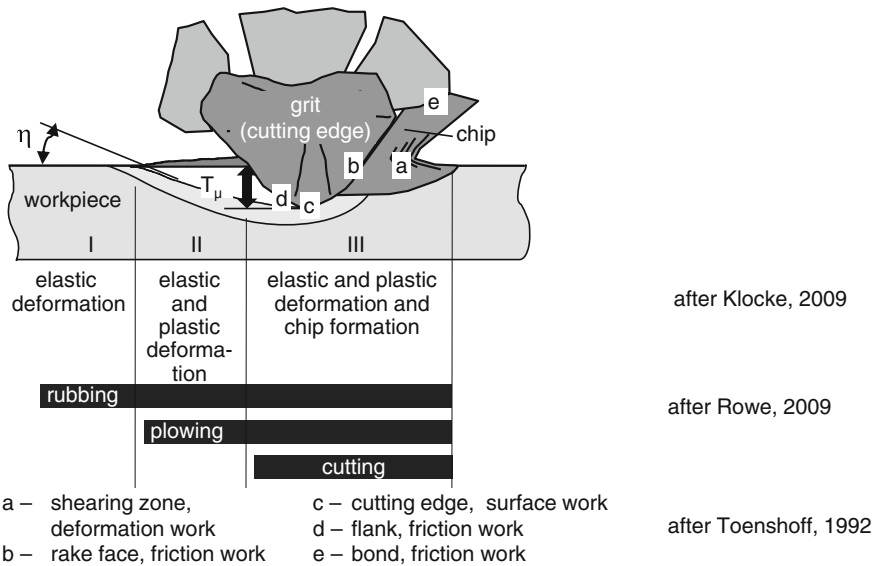 grit
(cutting edge)
e
η
chip
b
a
T_μ
d
c
workpiece
I
II
III
elastic
deformation
elastic
and
plastic
deforma-
tion
elastic and plastic
deformation and
chip formation
after Klocke, 2009
rubbing
after Rowe, 2009
plowing
cutting
a – shearing zone,
deformation work
b – rake face, friction work
c – cutting edge, surface work
d – flank, friction work
e – bond, friction work
after Toenshoff, 1992